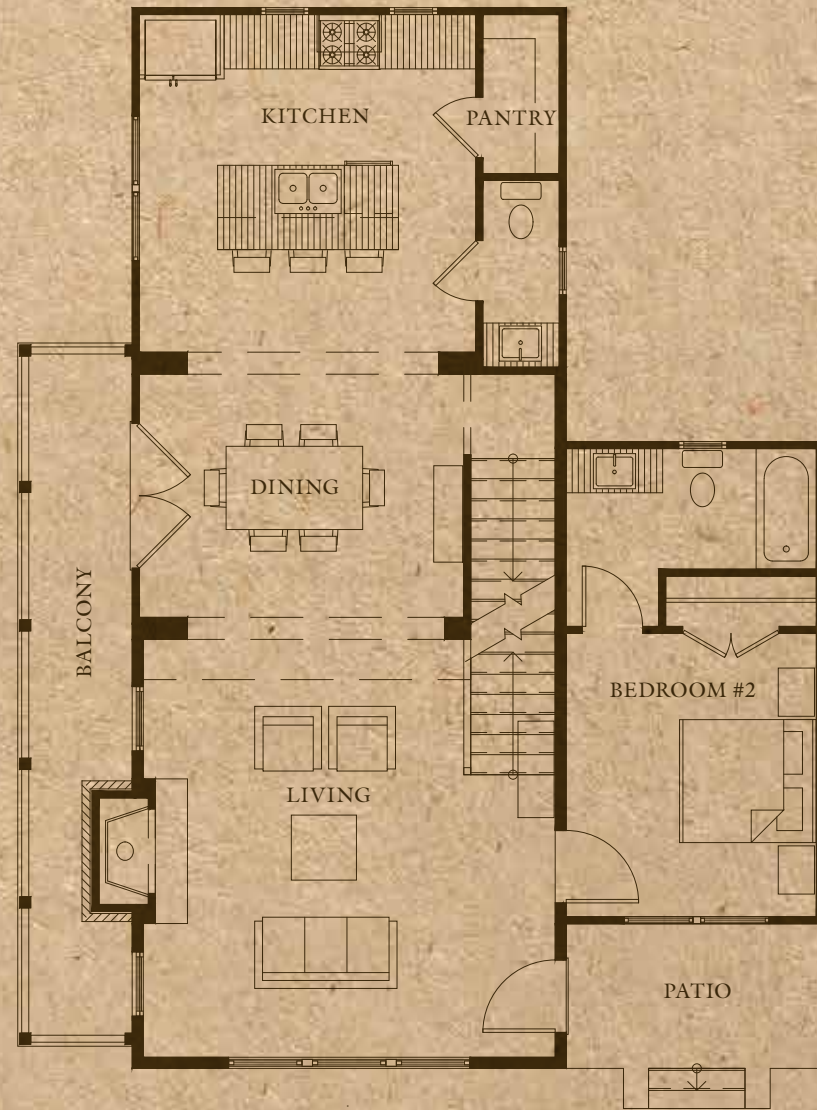 KITCHEN
PANTRY
DINING
BALCONY
BEDROOM #2
LIVING
PATIO